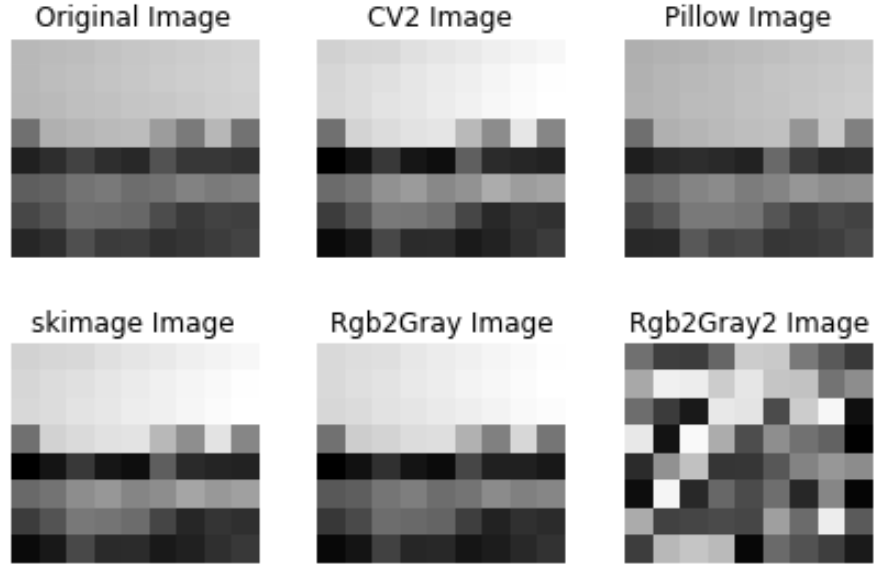 Original Image
CV2 Image
Pillow Image
skimage Image
Rgb2Gray Image
Rgb2Gray2 Image